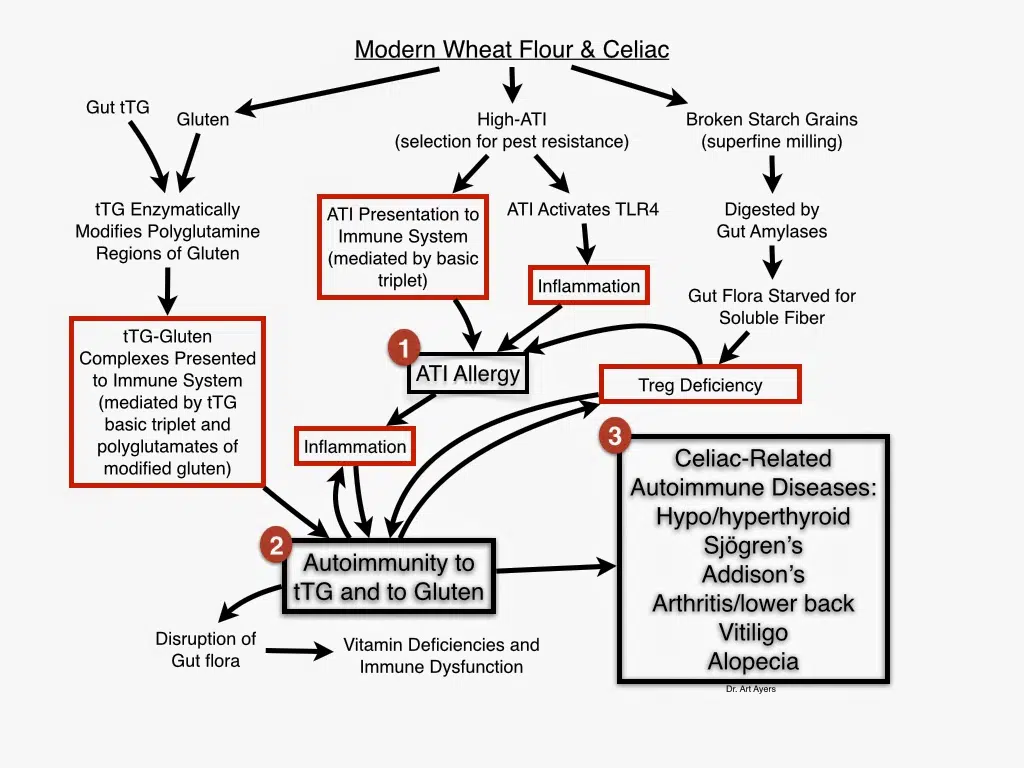 Modern Wheat Flour & Celiac
Gut tTG
Gluten
High-ATI
(selection for pest resistance)
Broken Starch Grains
(superfine milling)
tTG Enzymatically
Modifies Polyglutamine
Regions of Gluten
ATI Presentation to
Immune System
(mediated by basic
triplet)
ATI Activates TLR4
Digested by
Gut Amylases
Inflammation
Gut Flora Starved for
Soluble Fiber
tTG-Gluten
Complexes Presented
to Immune System
(mediated by tTG
basic triplet and
polyglutamates of
modified gluten)
1
ATI Allergy
Treg Deficiency
Inflammation
2
Autoimmunity to
tTG and to Gluten
3
Celiac-Related
Autoimmune Diseases:
Hypo/hyperthyroid
Sjögren’s
Addison’s
Arthritis/lower back
Vitiligo
Alopecia
Disruption of
Gut flora
Vitamin Deficiencies and
Immune Dysfunction
Dr. Art Ayers